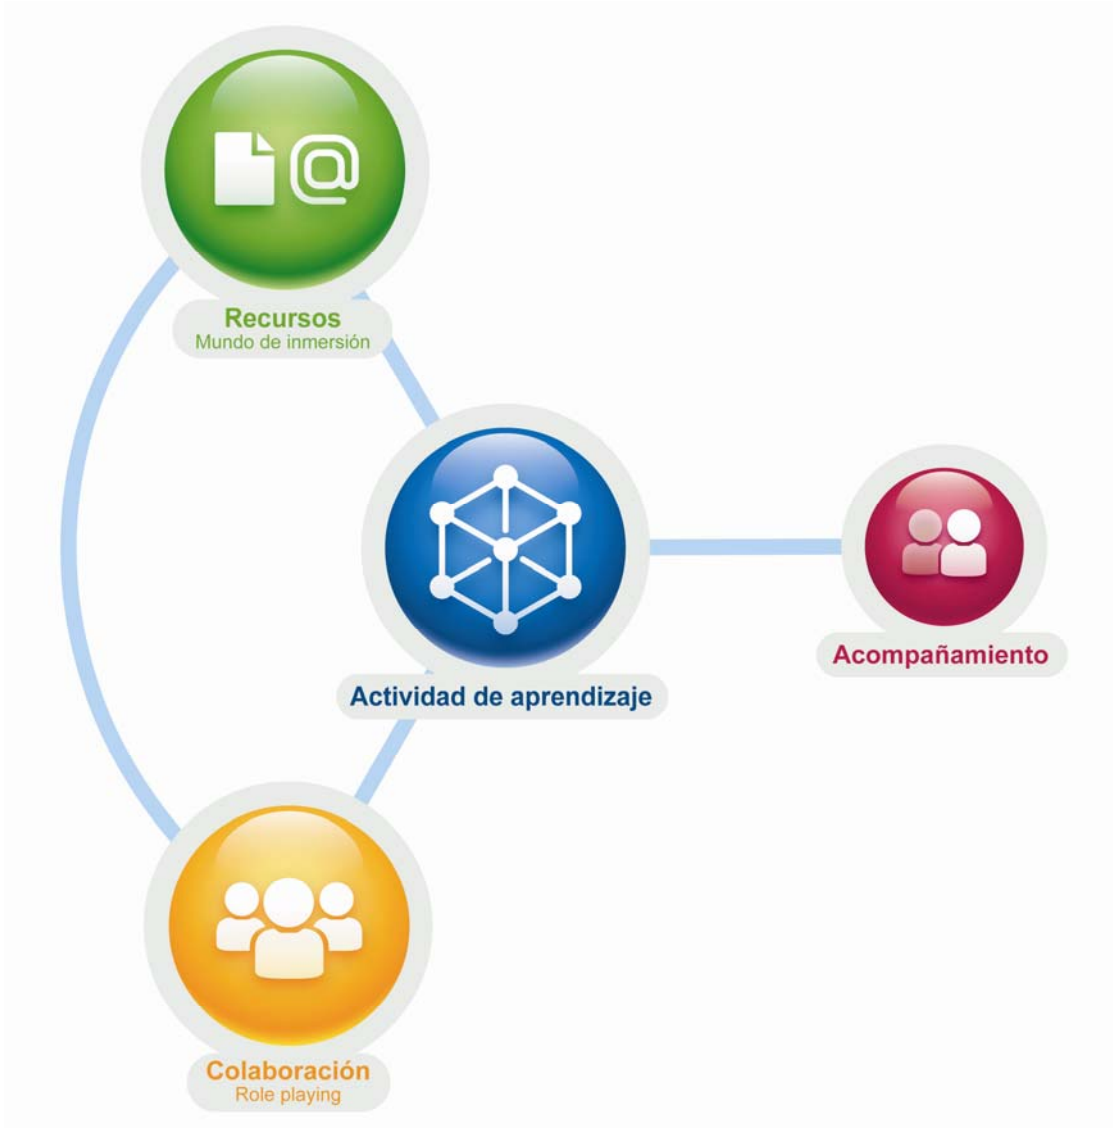 @
Recursos
Mundo de inmersión
Actividad de aprendizaje
Acompañamiento
Colaboración
Role playing